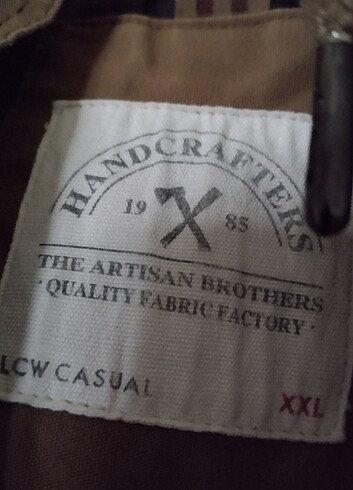 HANDCRAFTERS
19 85
THE ARTISAN BROTHERS
· QUALITY FABRIC FACTORY ·
LCW CASUAL
XXL